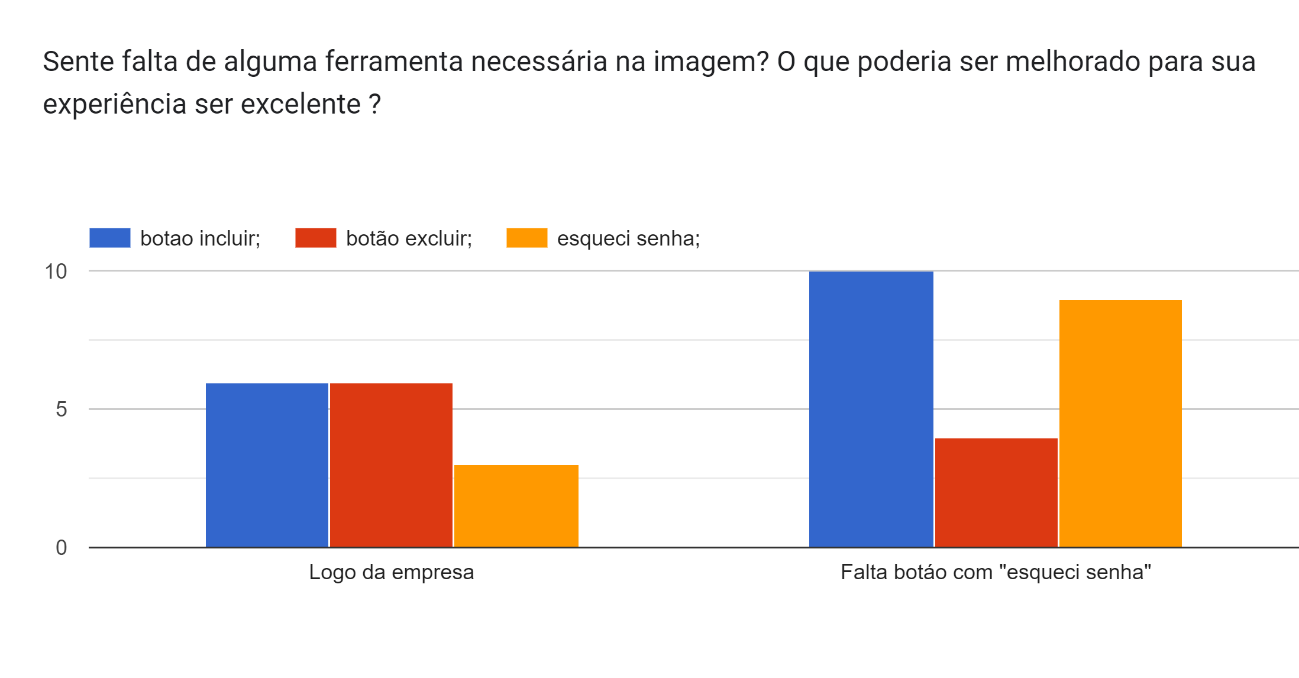 Sente falta de alguma ferramenta necessária na imagem? O que poderia ser melhorado para sua
experiência ser excelente ?
botao incluir; botão excluir; esqueci senha;
10
5
0
Logo da empresa Falta botáo com "esqueci senha"